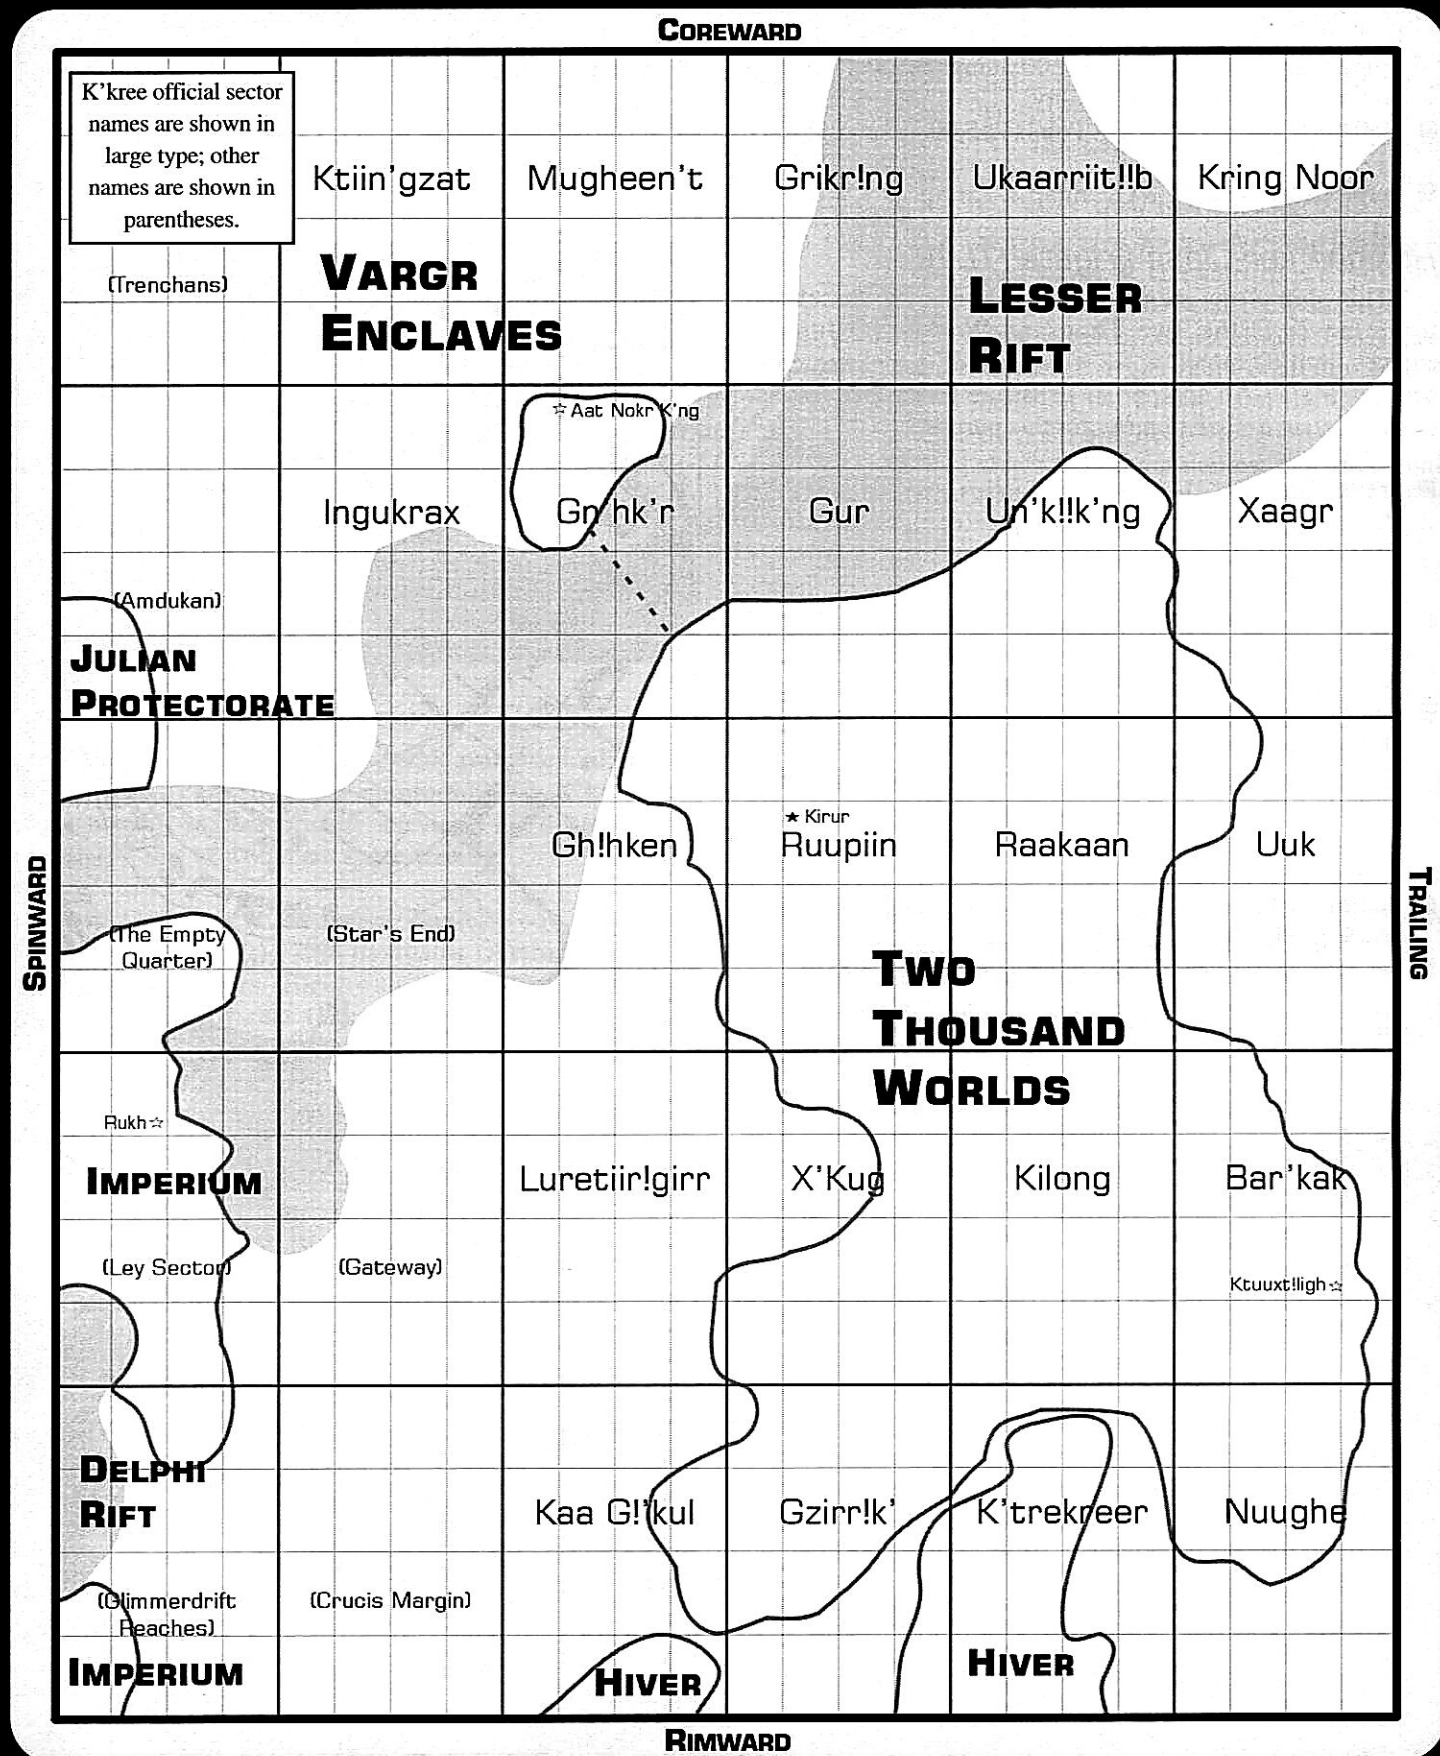 COREWARD
K'kree official sector
names are shown in
large type; other
names are shown in
parentheses.
Ktiin'gzat
Mugheen't
Grikr!ng
Ukaarriit!!b
Kring Noor
(Trenchans)
VARGR
ENCLAVES
LESSER
RIFT
☆ Aat Nokr K'ng
Ingukrax
Gn'hk'r
Gur
Un'k!!k'ng
Xaagr
(Amdukan)
JULIAN
PROTECTORATE
★ Kirur
Gh!hken
Ruupiin
Raakaan
Uuk
SPINWARD
TRAILING
(The Empty
Quarter)
(Star's End)
TWO
THOUSAND
WORLDS
Rukh☆
IMPERIUM
Luretiir!girr
X'Kug
Kilong
Bar'kak
(Ley Sector)
(Gateway)
Ktuuxt!ligh☆
DELPHI
RIFT
Kaa G!'kul
Gzirr!k'
K'trekreer
Nuughe
(Glimmerdrift
Reaches)
(Crucis Margin)
IMPERIUM
HIVER
HIVER
RIMWARD